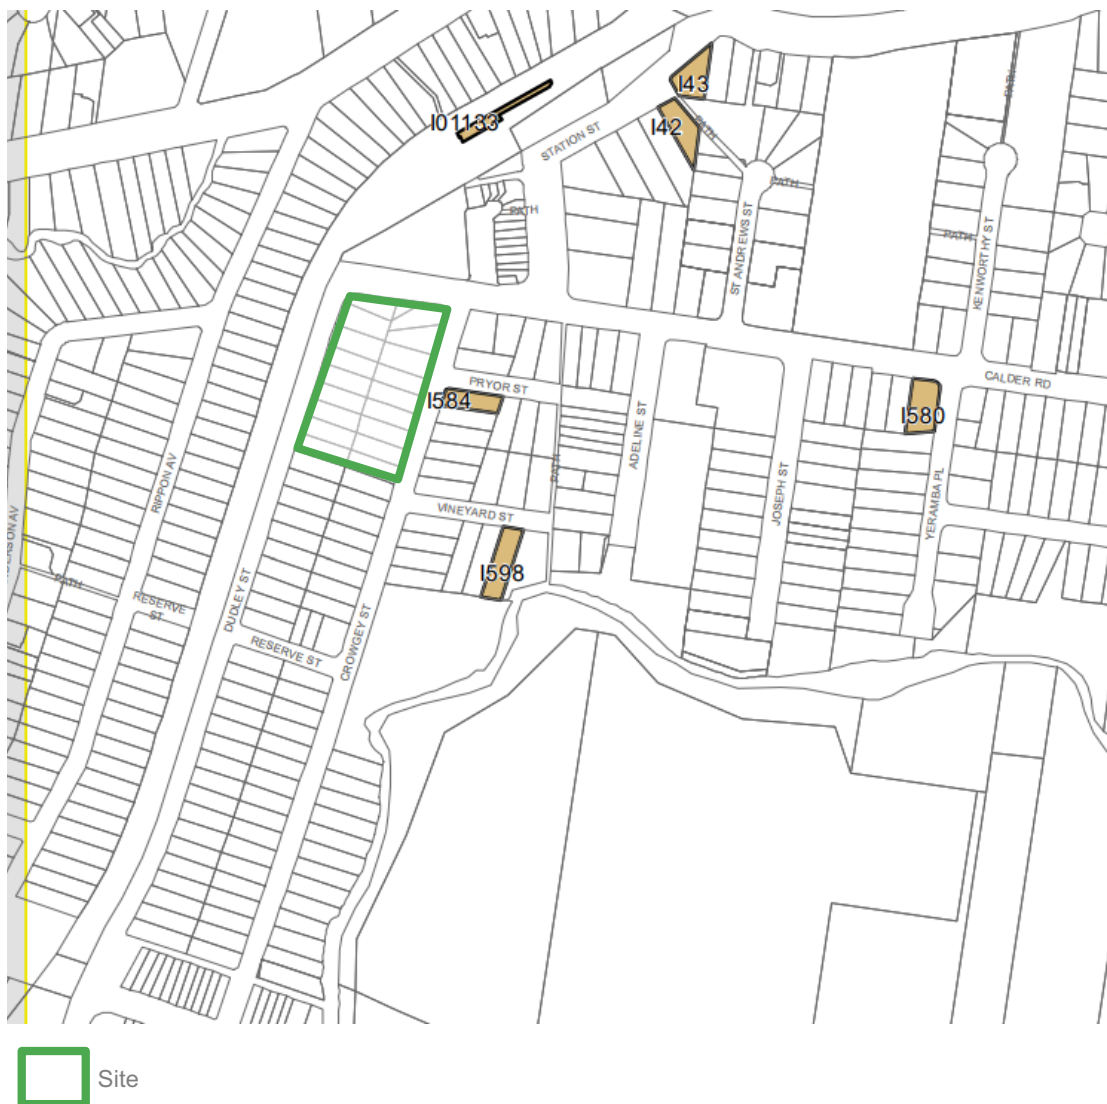 I43
PATH
I01133
I42
PATH
STATION ST
PATH
PATH
ST ANDREWS ST
PATH
KENWORTHY ST
CALDER RD
PRYOR ST
I584
I580
ADELINE ST
RIPPON AV
PATH
JOSEPH ST
YERAMBA PL
VINEYARD ST
I598
PATH
RESERVE
ST
DUDLEY ST
CROWGEY ST
RESERVE ST
Site